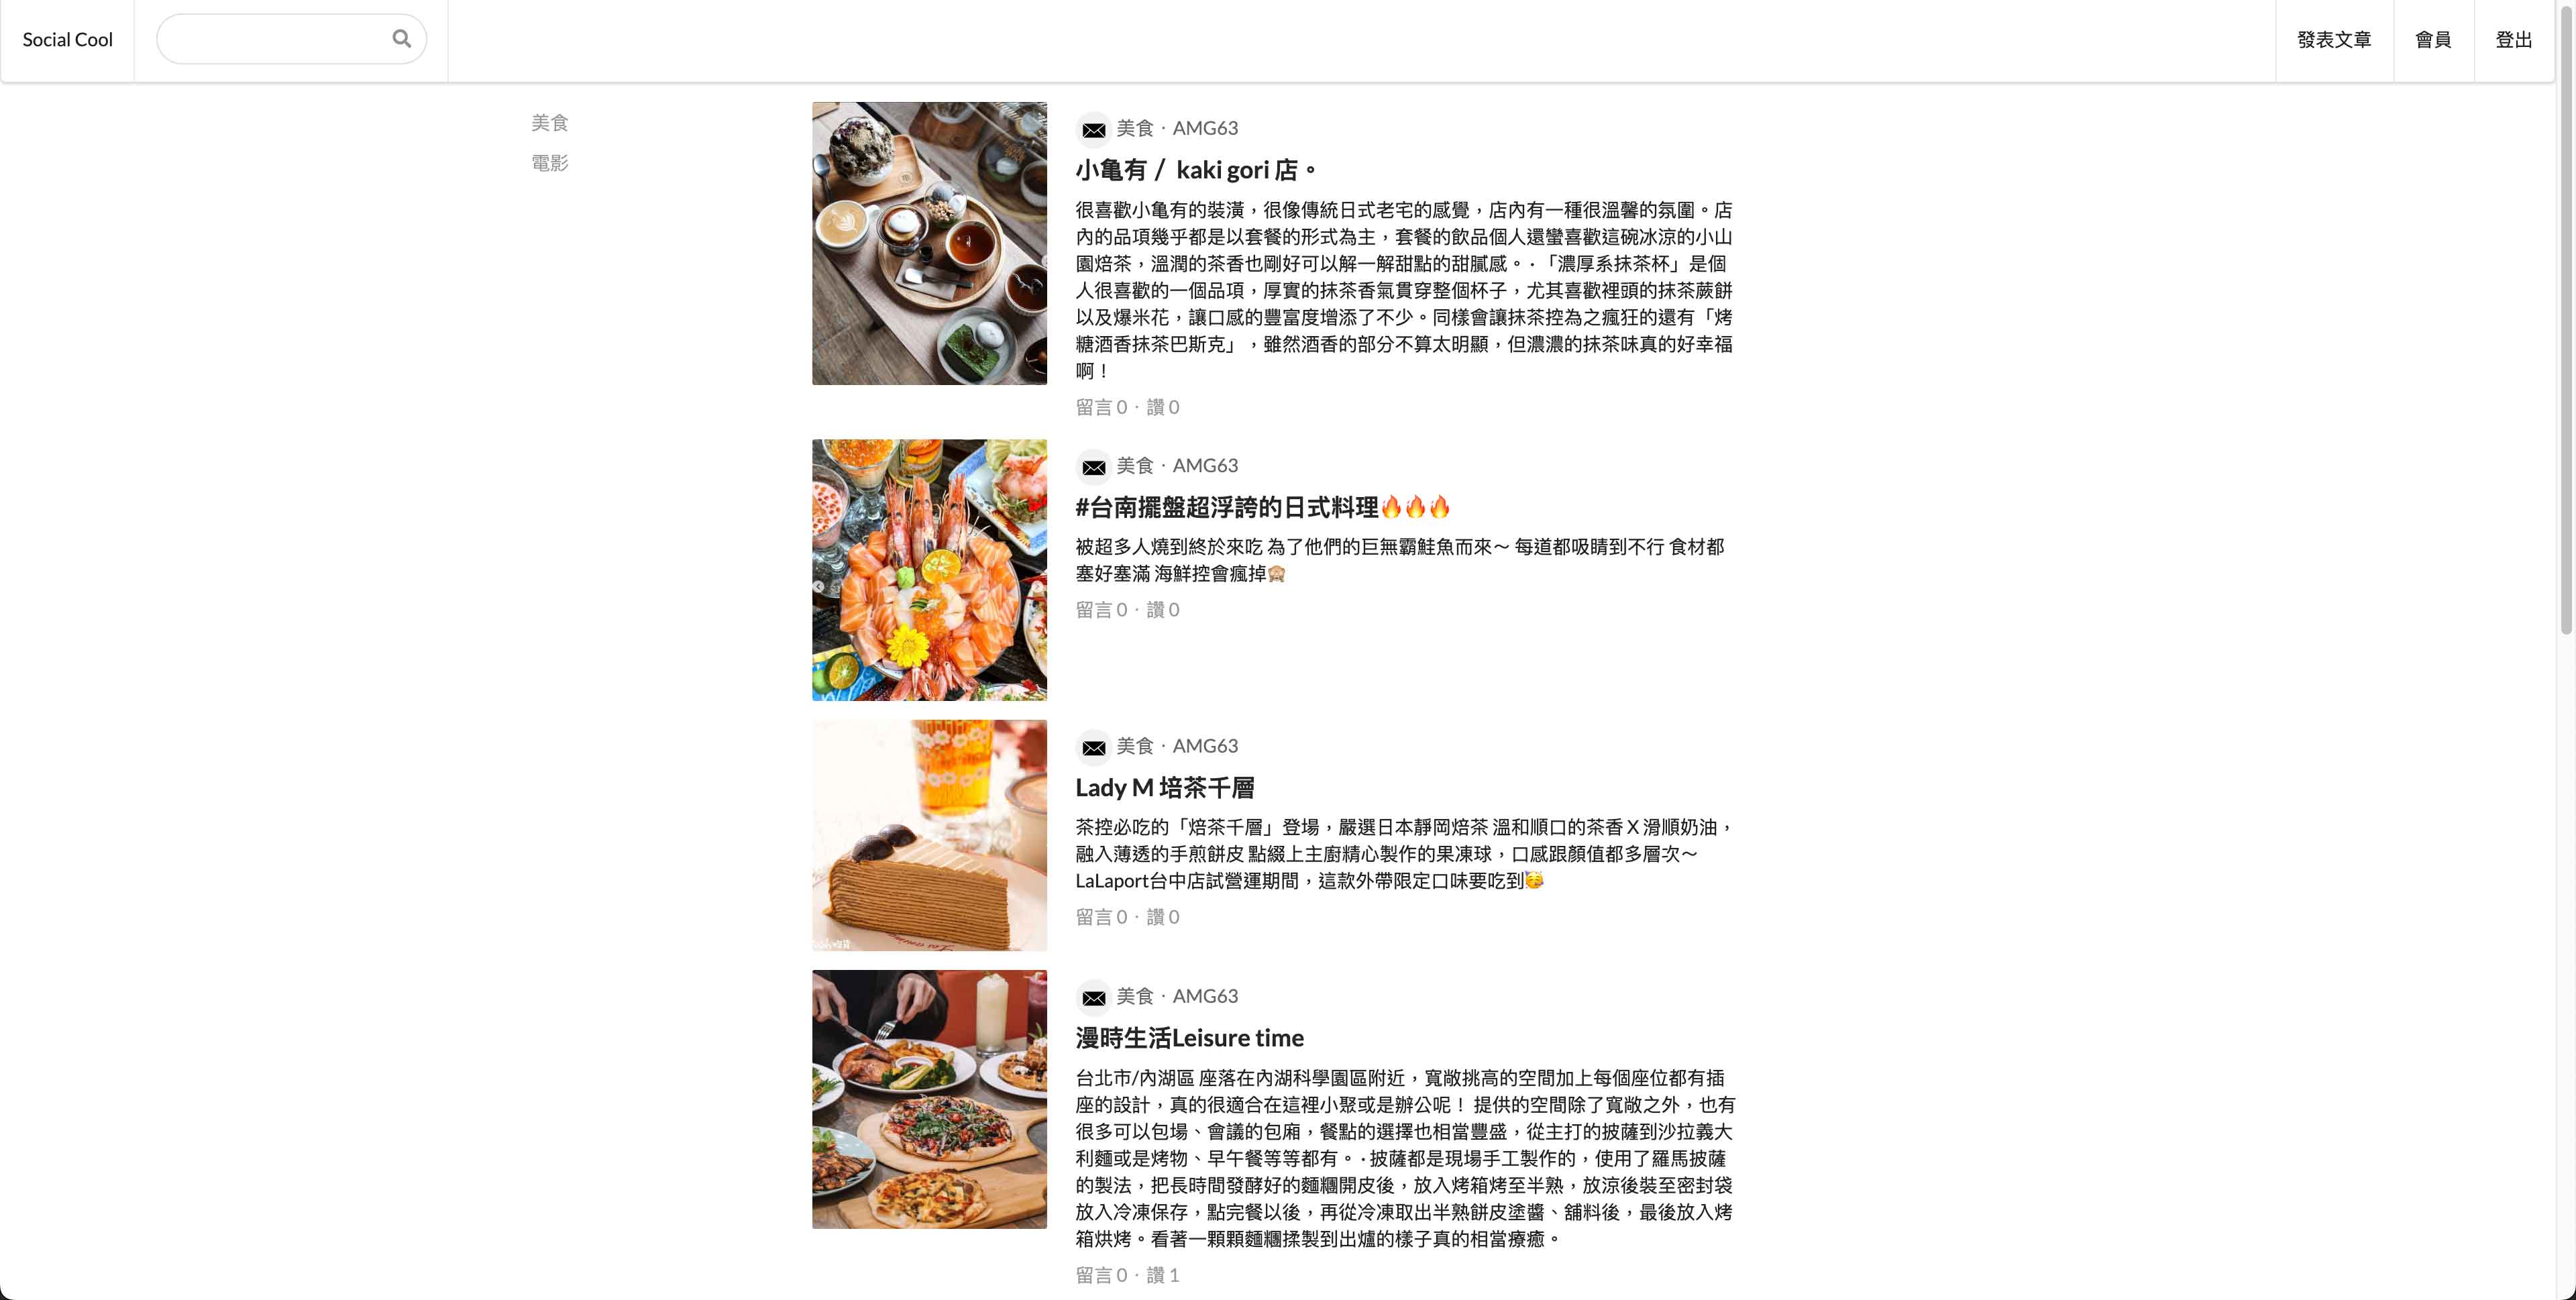 Social Cool
發表文章
會員
登出
美食
電影
美食 · AMG63
小亀有 / kaki gori 店。
很喜歡小亀有的裝潢，很像傳統日式老宅的感覺，店內有一種很溫馨的氛圍。店
內的品項幾乎都是以套餐的形式為主，套餐的飲品個人還蠻喜歡這碗冰涼的小山
園焙茶，溫潤的茶香也剛好可以解一解甜點的甜膩感。 · 「濃厚系抹茶杯」是個
人很喜歡的一個品項，厚實的抹茶香氣貫穿整個杯子，尤其喜歡裡頭的抹茶蕨餅
以及爆米花，讓口感的豐富度增添了不少。同樣會讓抹茶控為之瘋狂的還有「烤
糖酒香抹茶巴斯克」，雖然酒香的部分不算太明顯，但濃濃的抹茶味真的好幸福
啊！
留言 0 · 讚 0
美食 · AMG63
#台南擺盤超浮誇的日式料理🔥🔥🔥
被超多人燒到終於來吃 為了他們的巨無霸鮭魚而來～ 每道都吸睛到不行 食材都
塞好塞滿 海鮮控會瘋掉🙈
留言 0 · 讚 0
美食 · AMG63
Lady M 培茶千層
茶控必吃的「焙茶千層」登場，嚴選日本靜岡焙茶 溫和順口的茶香 X 滑順奶油，
融入薄透的手煎餅皮 點綴上主廚精心製作的果凍球，口感跟顏值都多層次～
LaLaport台中店試營運期間，這款外帶限定口味要吃到🥳
留言 0 · 讚 0
美食 · AMG63
漫時生活Leisure time
台北市/內湖區 座落在內湖科學園區附近，寬敞挑高的空間加上每個座位都有插
座的設計，真的很適合在這裡小聚或是辦公呢！ 提供的空間除了寬敞之外，也有
很多可以包場、會議的包廂，餐點的選擇也相當豐盛，從主打的披薩到沙拉義大
利麵或是烤物、早午餐等等都有。 · 披薩都是現場手工製作的，使用了羅馬披薩
的製法，把長時間發酵好的麵糰開皮後，放入烤箱烤至半熟，放涼後裝至密封袋
放入冷凍保存，點完餐以後，再從冷凍取出半熟餅皮塗醬、舖料後，最後放入烤
箱烘烤。看著一顆顆麵糰揉製到出爐的樣子真的相當療癒。
留言 0 · 讚 1